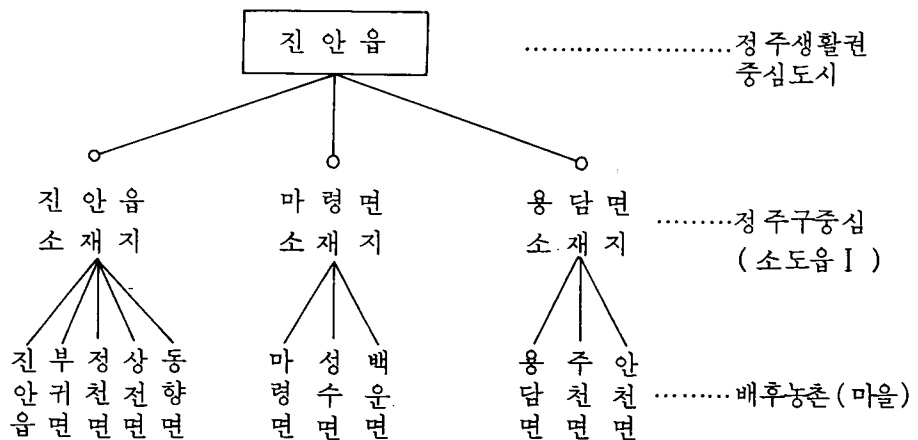 진안읍 ..................... 정주생활권
중심도시
진안읍 마령면 용담면 ......... 정주구중심
소재지 소재지 소재지 (소도읍 I)
진안읍 부귀면 정천면 상전면 동향면 마령면 성수면 백운면 용담면 주천면 안천면 ......... 배후농촌(마을)